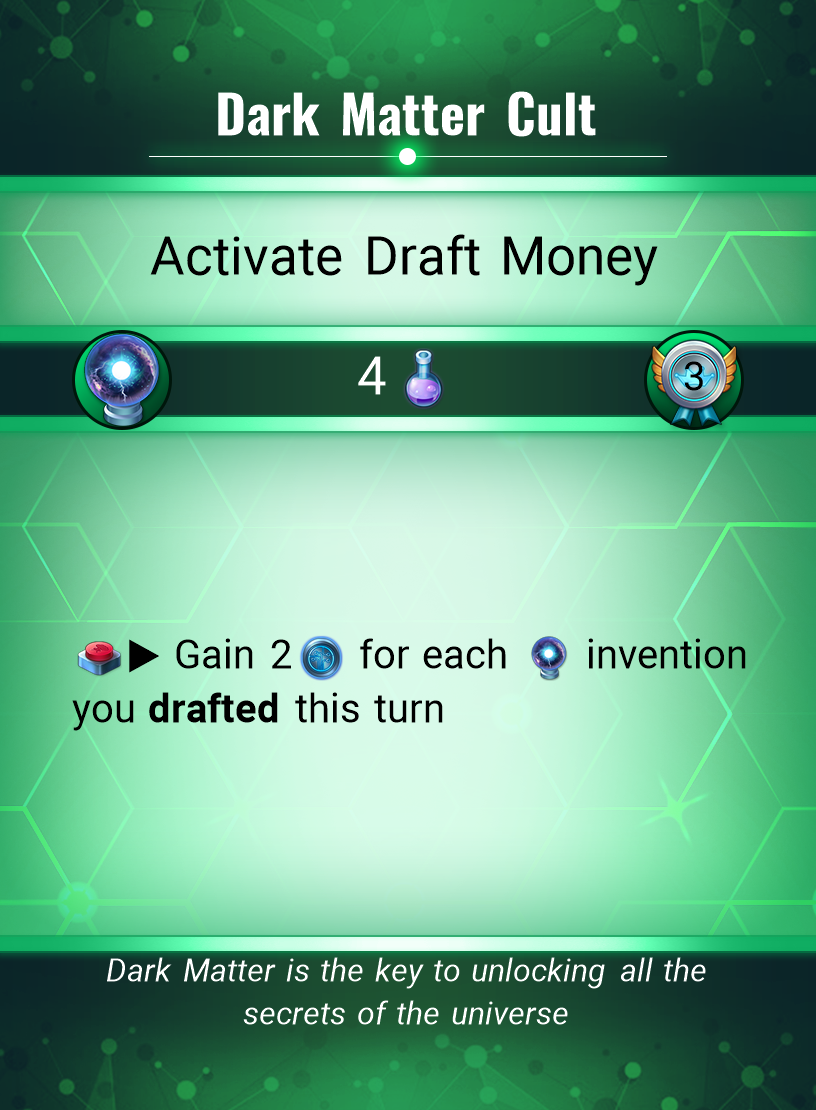 Dark Matter Cult
Activate Draft Money
4
3
▶ Gain 2 for each invention
you drafted this turn
Dark Matter is the key to unlocking all the
secrets of the universe